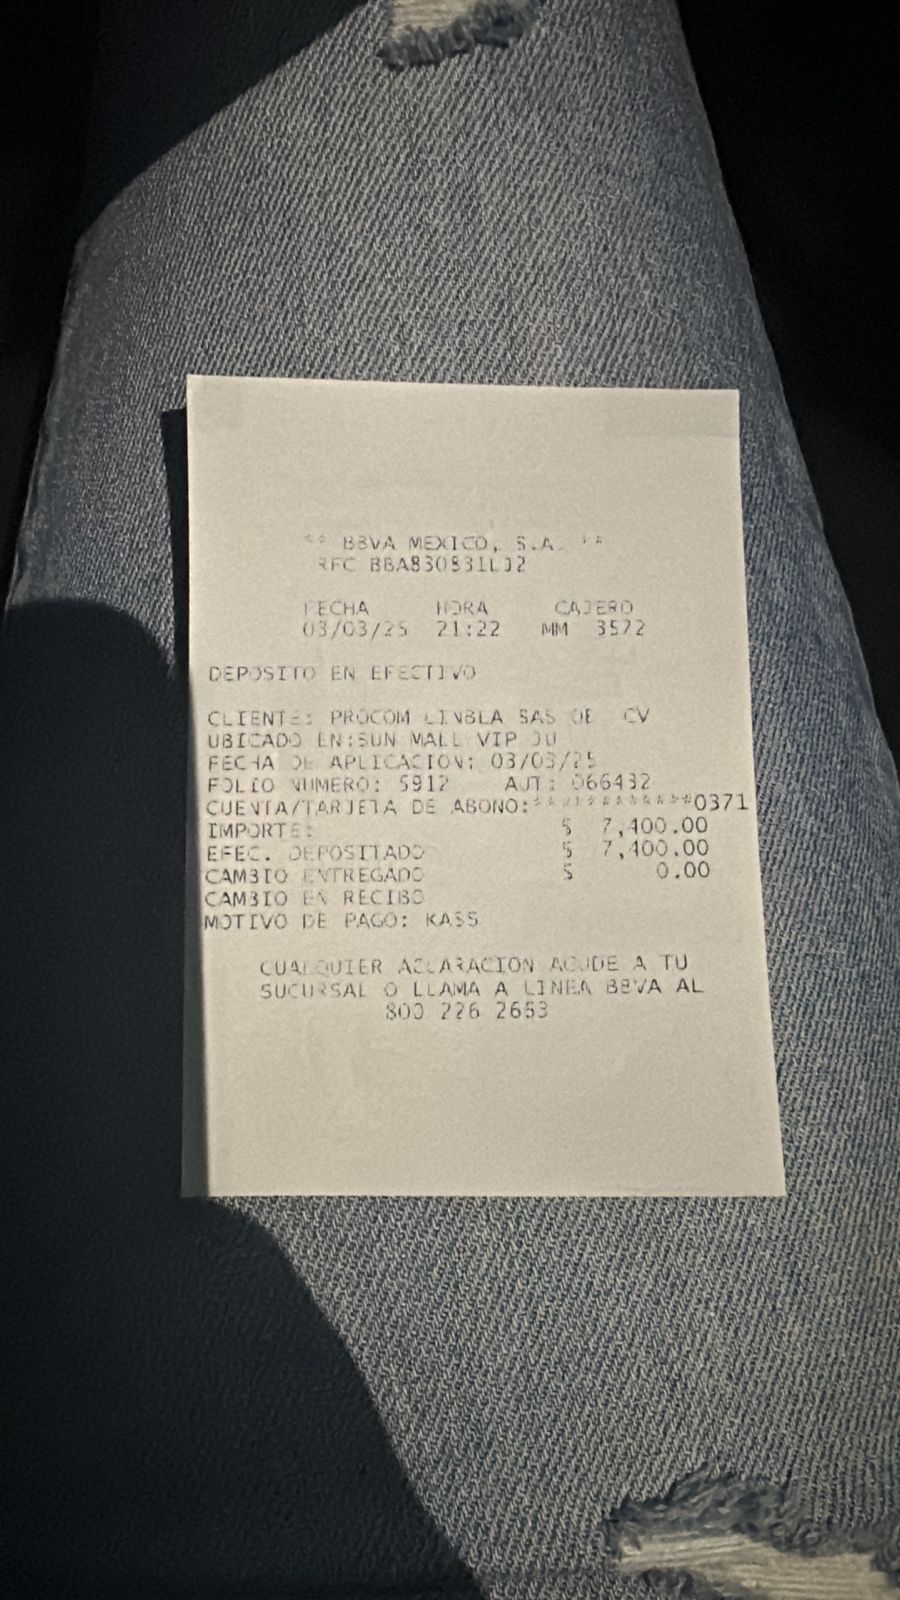 ** BBVA MEXICO, S.A. **
RFC BBA830831LJ2
FECHA HORA CAJERO
03/03/25 21:22 MM 3572
DEPOSITO EN EFECTIVO
CLIENTE: PROCOM LINBLA SAS DE CV
UBICADO EN:SUN MALL VIP JU
FECHA DE APLICACION: 03/03/25
FOLIO NUMERO: 5912 AUT: 066432
CUENTA/TARJETA DE ABONO:************0371
IMPORTE: $ 7,400.00
EFEC. DEPOSITADO $ 7,400.00
CAMBIO ENTREGADO $ 0.00
CAMBIO EN RECIBO
MOTIVO DE PAGO: KASS
CUALQUIER ACLARACION ACUDE A TU
SUCURSAL O LLAMA A LINEA BBVA AL
800 226 2663